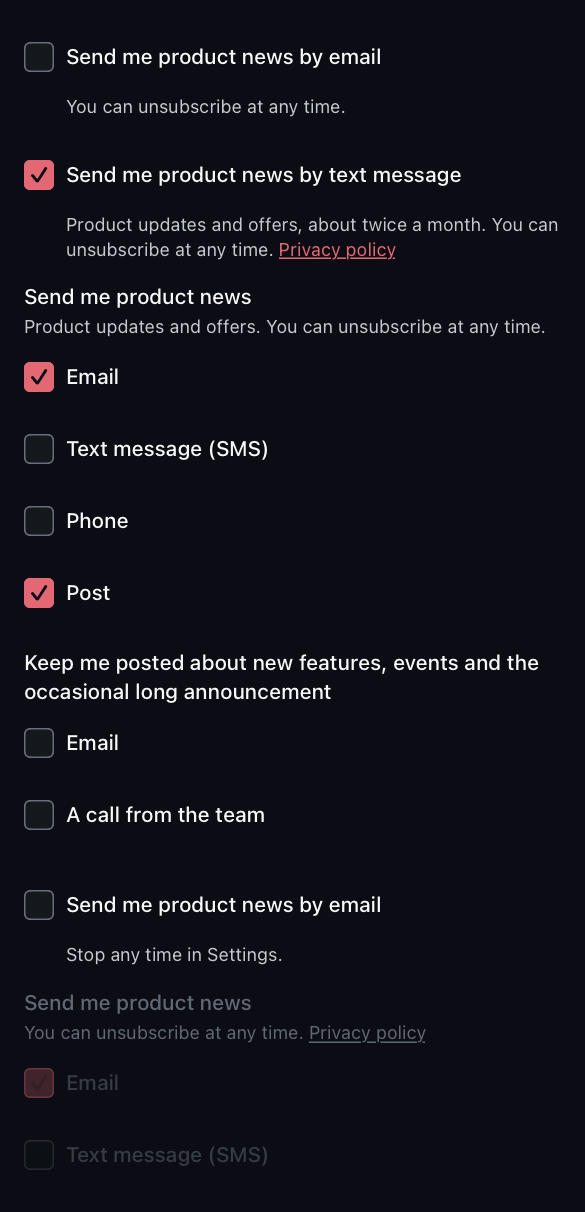 Send me product news by email
You can unsubscribe at any time.
Send me product news by text message
Product updates and offers, about twice a month. You can
unsubscribe at any time. Privacy policy
Send me product news
Product updates and offers. You can unsubscribe at any time.
Email
Text message (SMS)
Phone
Post
Keep me posted about new features, events and the
occasional long announcement
Email
A call from the team
Send me product news by email
Stop any time in Settings.
Send me product news
You can unsubscribe at any time. Privacy policy
Email
Text message (SMS)